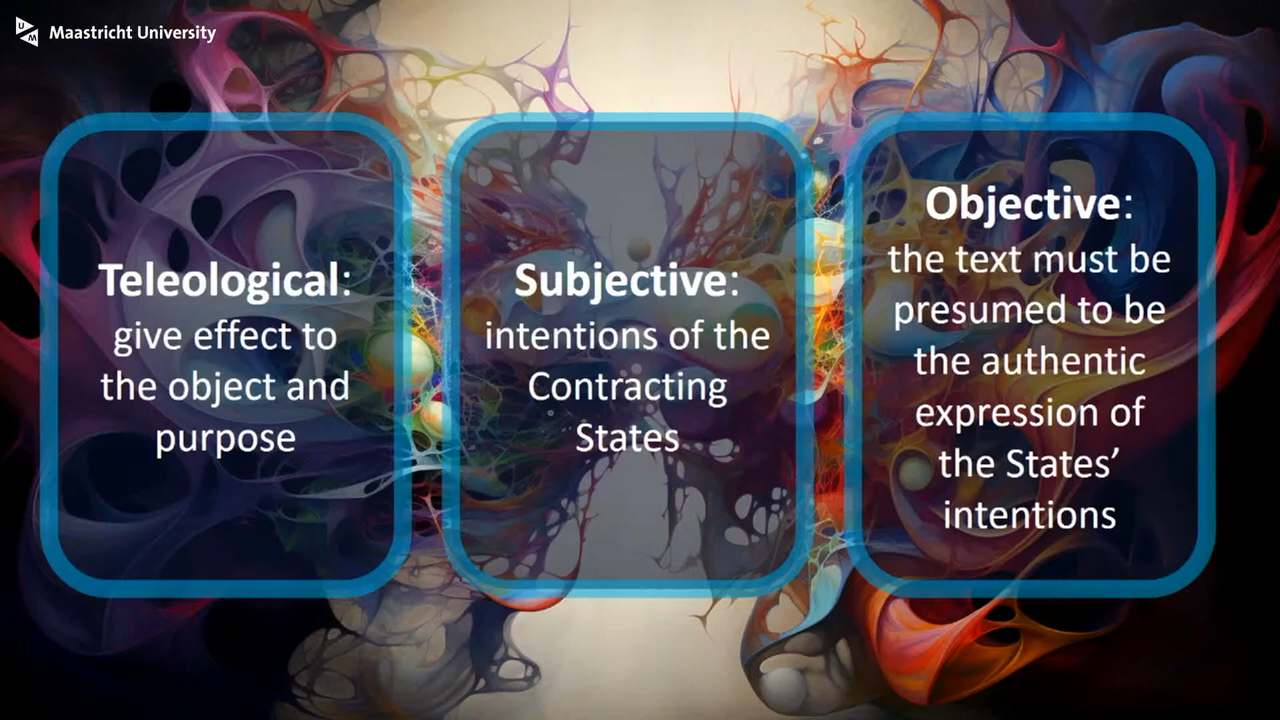 UM
Maastricht University
Teleological:
give effect to
the object and
purpose
Subjective:
intentions of the
Contracting
States
Objective:
the text must be
presumed to be
the authentic
expression of
the States’
intentions